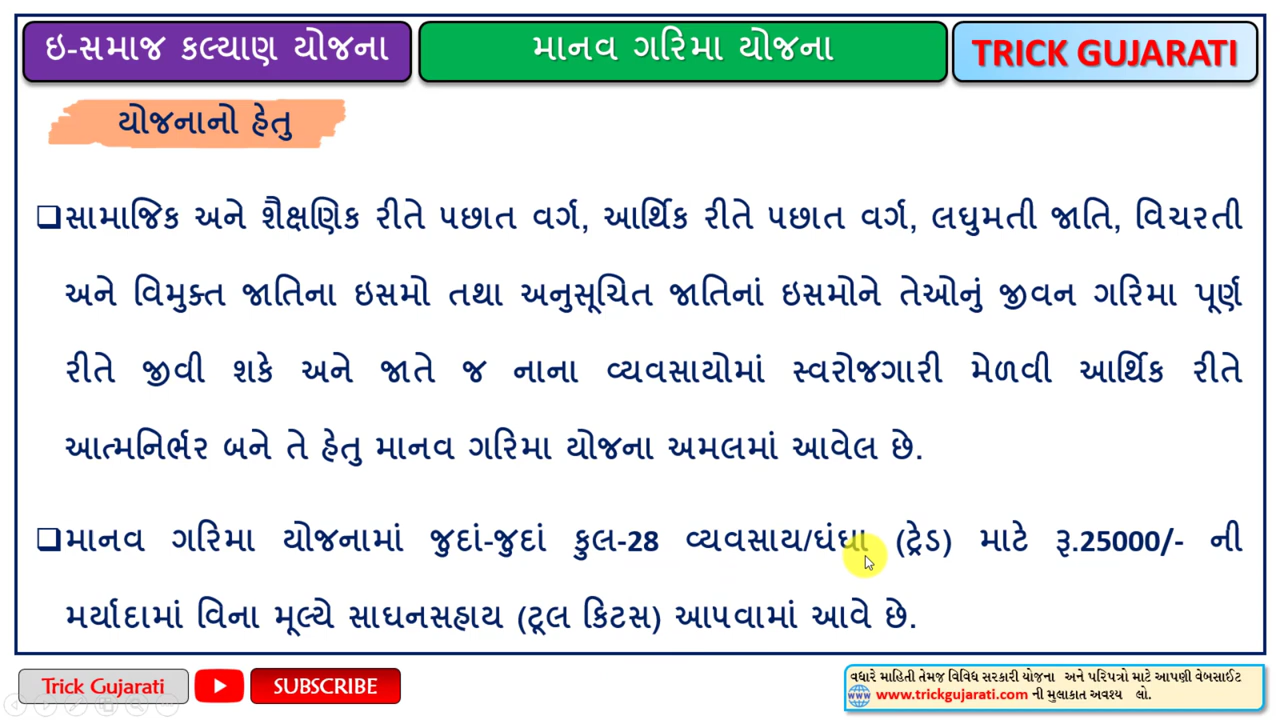 ઇ-સમાજ કલ્યાણ યોજના
માનવ ગરિમા યોજના
TRICK GUJARATI
યોજનાનો હેતુ
સામાજિક અને શૈક્ષણિક રીતે પછાત વર્ગ, આર્થિક રીતે પછાત વર્ગ, લઘુમતી જાતિ, વિચરતી
અને વિમુક્ત જાતિના ઇસમો તથા અનુસૂચિત જાતિનાં ઇસમોને તેઓનું જીવન ગરિમા પૂર્ણ
રીતે જીવી શકે અને જાતે જ નાના વ્યવસાયોમાં સ્વરોજગારી મેળવી આર્થિક રીતે
આત્મનિર્ભર બને તે હેતુ માનવ ગરિમા યોજના અમલમાં આવેલ છે.
માનવ ગરિમા યોજનામાં જુદાં-જુદાં કુલ-28 વ્યવસાય/ઘંઘા (ટ્રેડ) માટે રૂ.25000/- ની
મર્યાદામાં વિના મૂલ્યે સાઘનસહાય (ટૂલ કિટસ) આપવામાં આવે છે.
Trick Gujarati
SUBSCRIBE
વધારે માહિતી તેમજ વિવિધ સરકારી યોજના અને પરિપત્રો માટે આપણી વેબસાઈટ
www.trickgujarati.com ની મુલાકાત અવશ્ય લો.